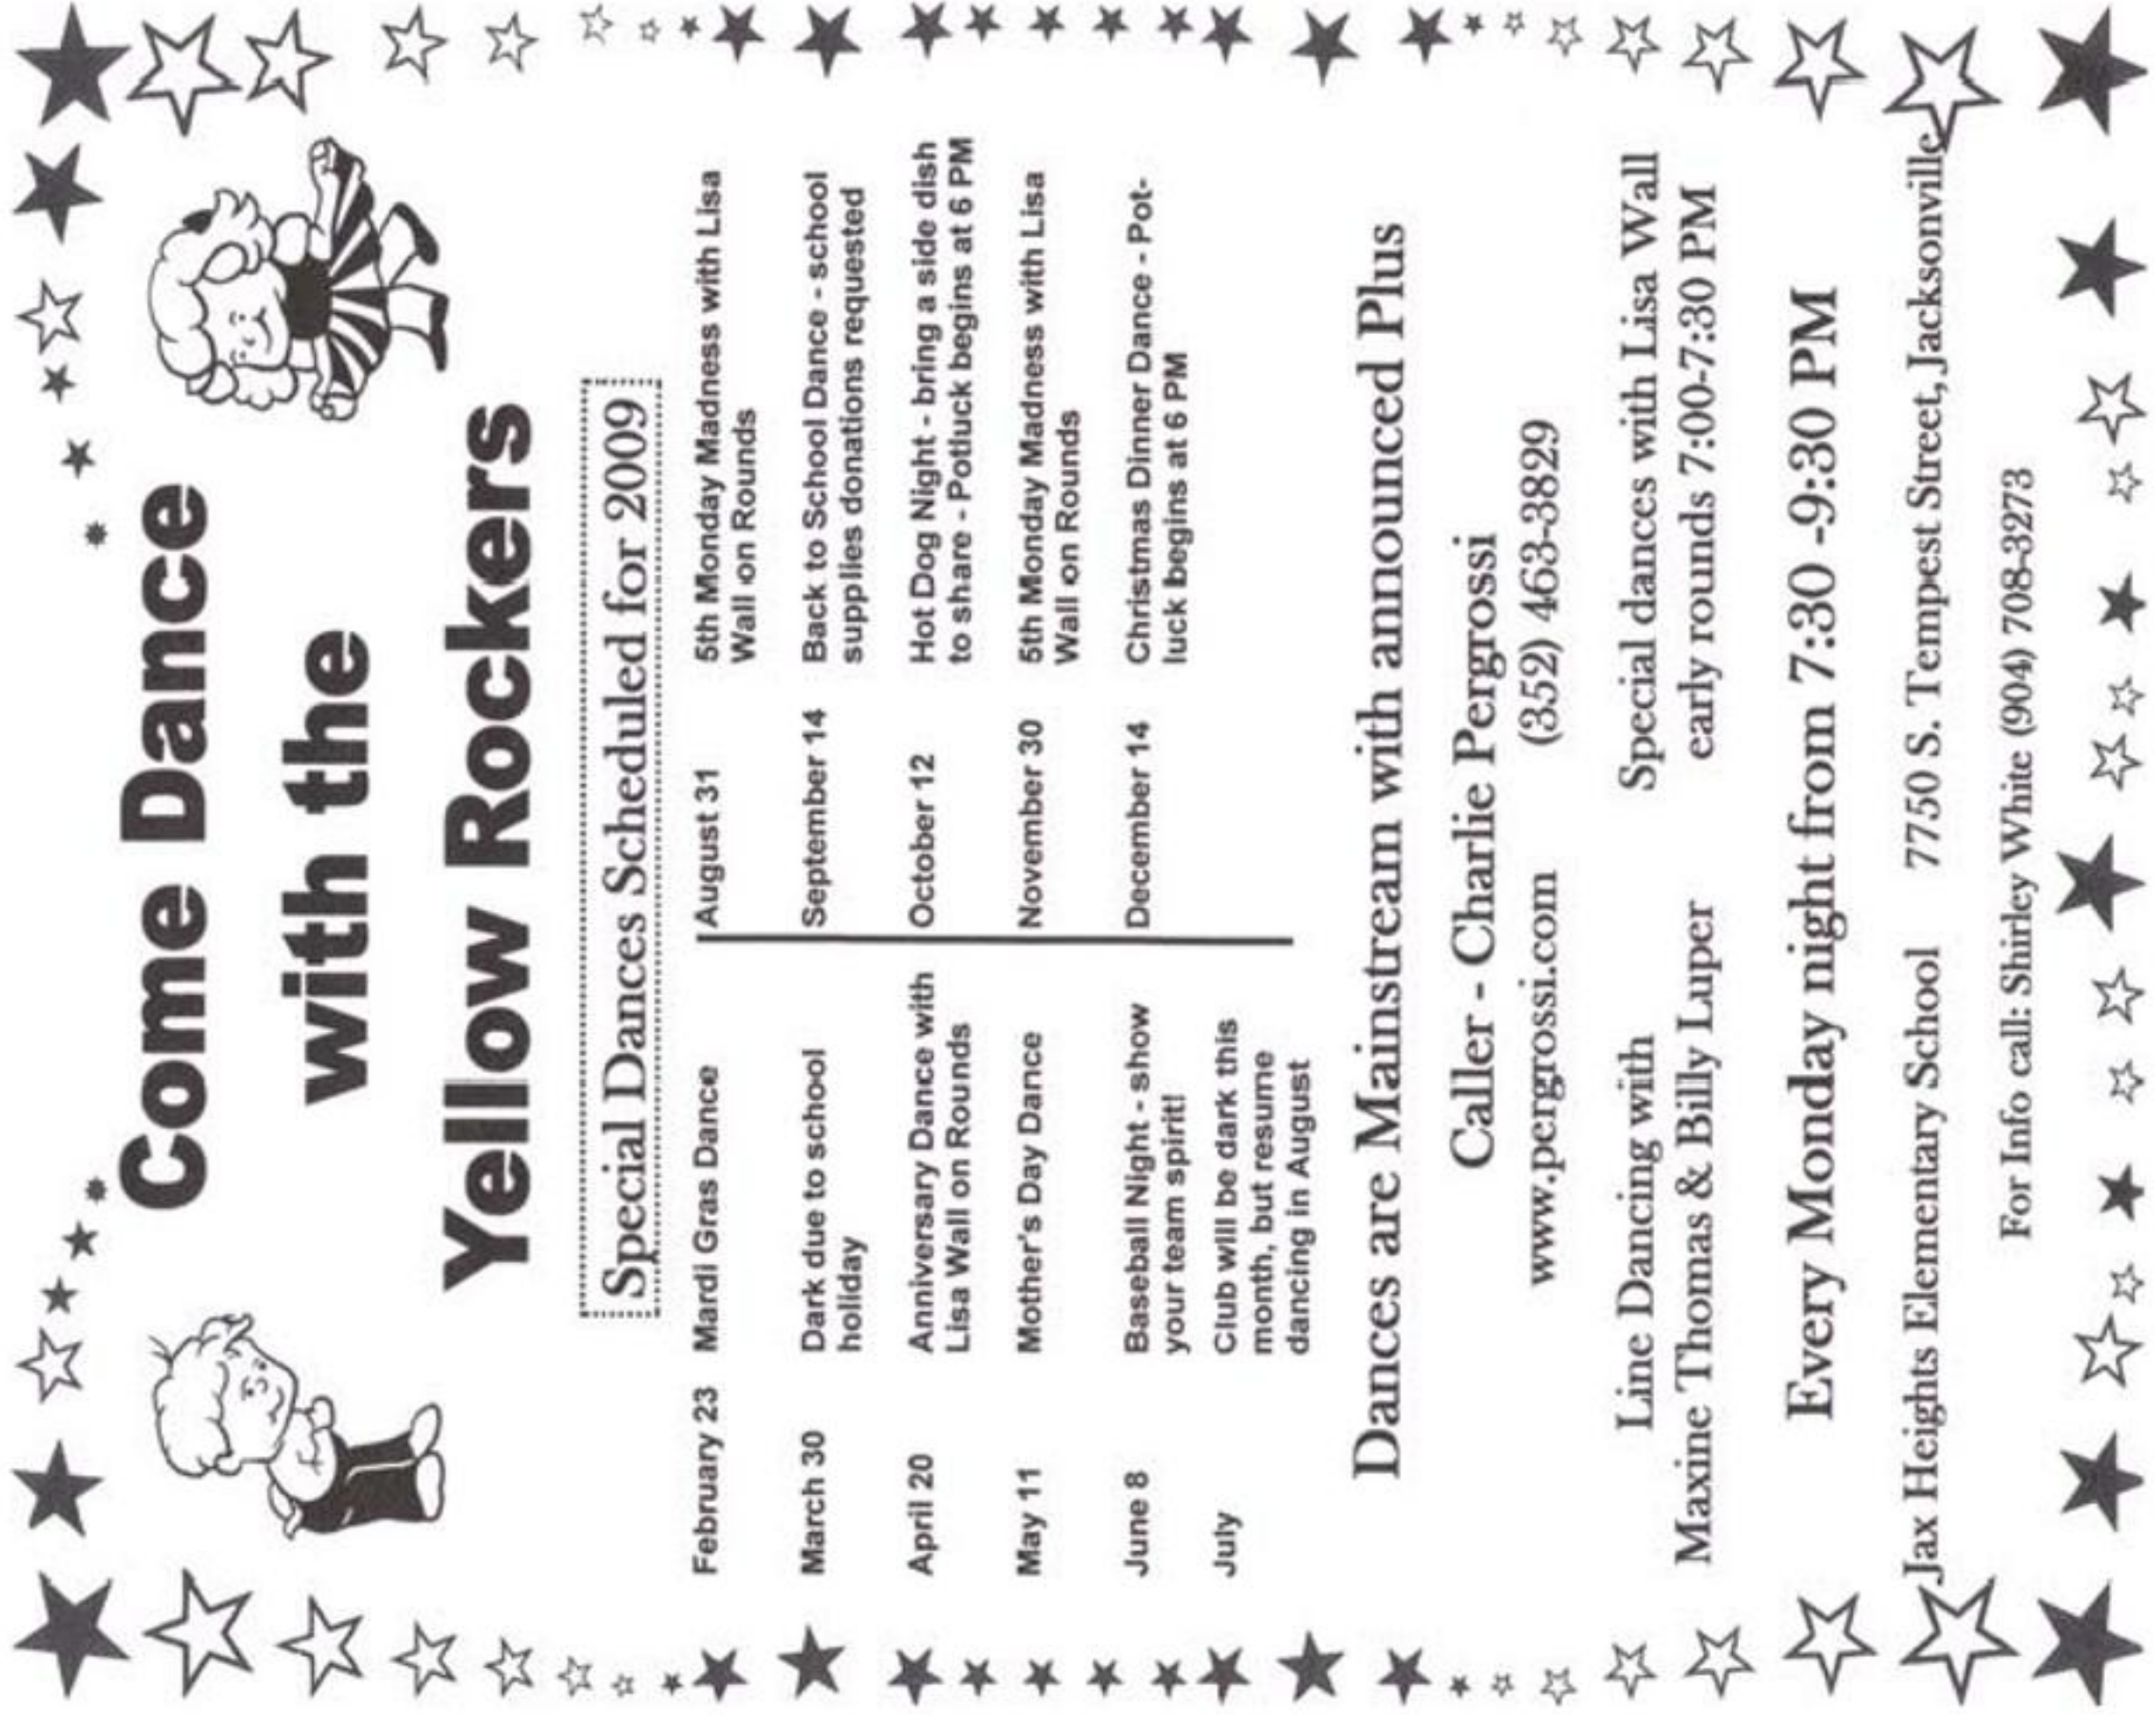 Come Dance
with the
Yellow Rockers
Special Dances Scheduled for 2009
February 23 Mardi Gras Dance
March 30 Dark due to school
holiday
April 20 Anniversary Dance with
Lisa Wall on Rounds
May 11 Mother's Day Dance
June 8 Baseball Night - show
your team spirit!
July Club will be dark this
month, but resume
dancing in August
August 31 5th Monday Madness with Lisa
Wall on Rounds
September 14 Back to School Dance - school
supplies donations requested
October 12 Hot Dog Night - bring a side dish
to share - Potluck begins at 6 PM
November 30 5th Monday Madness with Lisa
Wall on Rounds
December 14 Christmas Dinner Dance - Pot-
luck begins at 6 PM
Dances are Mainstream with announced Plus
Caller - Charlie Pergrossi
www.pergrossi.com (352) 463-3829
Line Dancing with
Maxine Thomas & Billy Luper
Special dances with Lisa Wall
early rounds 7:00-7:30 PM
Every Monday night from 7:30 -9:30 PM
Jax Heights Elementary School 7750 S. Tempest Street, Jacksonville
For Info call: Shirley White (904) 708-3273